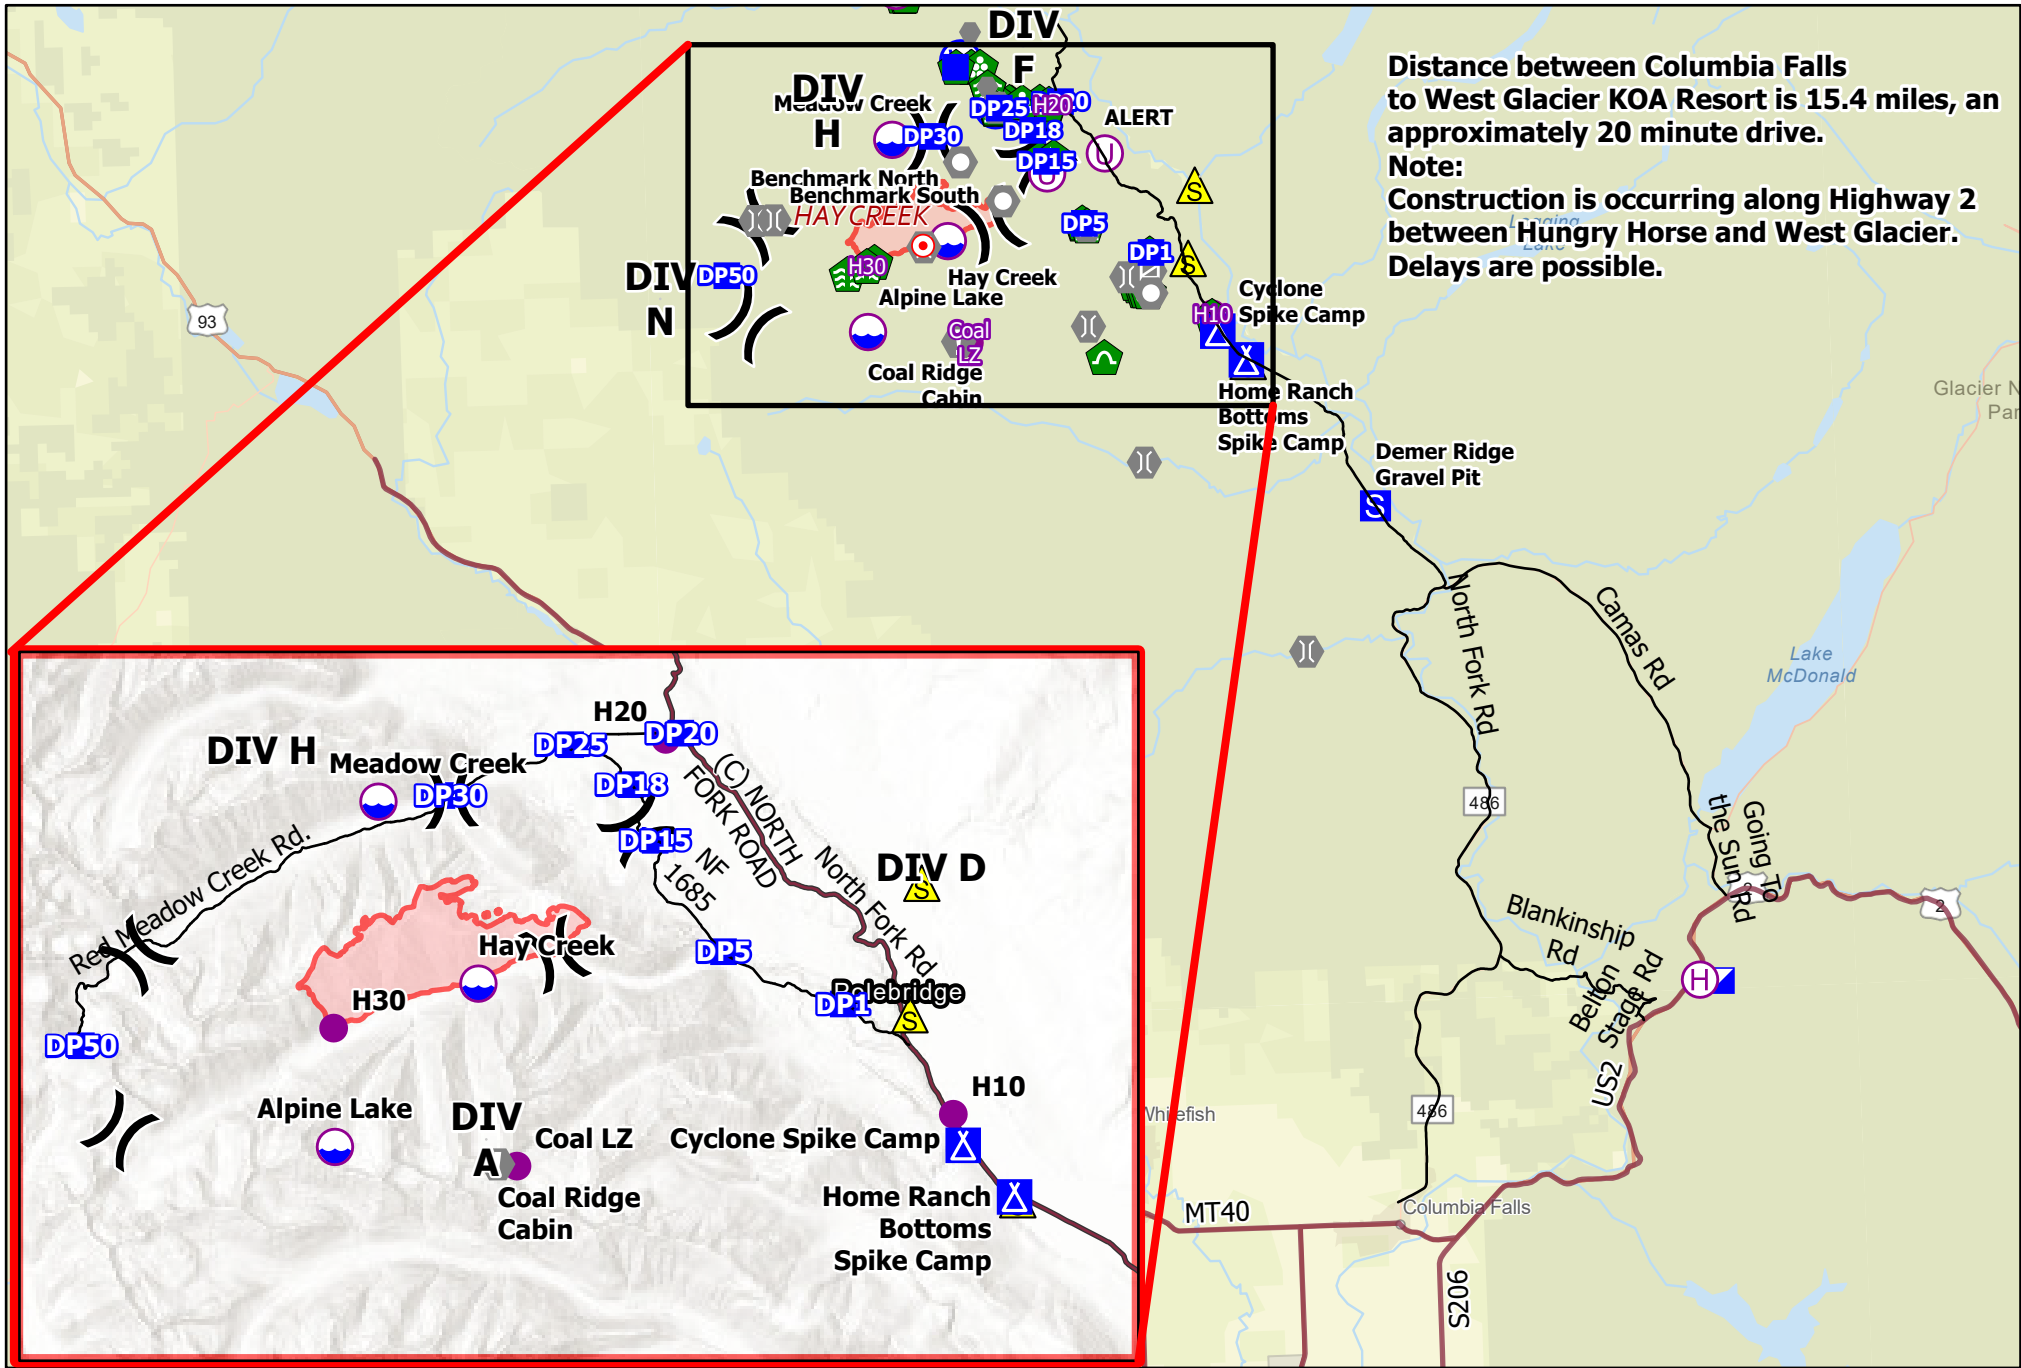 DIV
F
Distance between Columbia Falls
to West Glacier KOA Resort is 15.4 miles, an
approximately 20 minute drive.
Note:
Construction is occurring along Highway 2
between Hungry Horse and West Glacier.
Delays are possible.
Logging
Lake
DIV
H
Meadow Creek
DP30
DP25
H20
DP18
DP15
ALERT
U
S
Benchmark North
Benchmark South
HAY CREEK
DP5
DP1
S
DIV
N
DP50
H30
Hay Creek
Alpine Lake
Cyclone
Spike Camp
H10
Coal
LZ
Coal Ridge
Cabin
Home Ranch
Bottoms
Spike Camp
93
Demer Ridge
Gravel Pit
S
North Fork Rd
Camas Rd
Lake
McDonald
486
Going To
the Sun Rd
2
Blankinship
Rd
Belton
Stage Rd
H
US2
486
Whitefish
Columbia Falls
MT40
S206
DIV H
Meadow Creek
DP30
H20
DP25
DP20
DP18
DP15
(C) NORTH
FORK ROAD
NF
1685
North Fork Rd
DIV D
S
Red Meadow Creek Rd.
Hay Creek
DP5
Polebridge
DP1
S
H30
DP50
H10
Alpine Lake
DIV
A
Coal LZ
Coal Ridge
Cabin
Cyclone Spike Camp
Home Ranch
Bottoms
Spike Camp